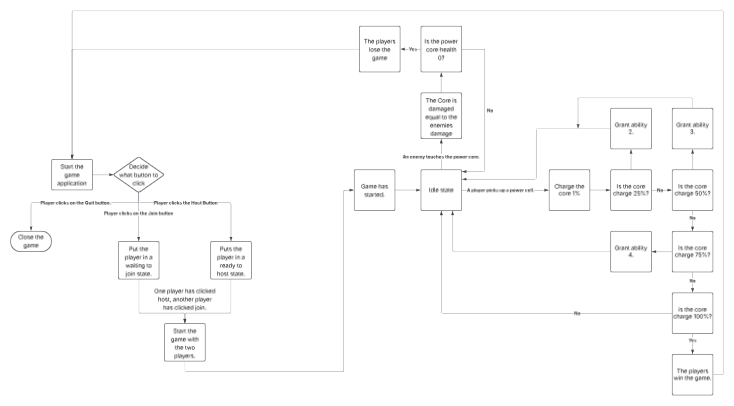 The players
lose the
game
Yes
Is the power
core health
0?
No
The Core is
damaged
equal to the
enemies
damage
An enemy touches the power core.
Start the
game
application
Decide
what button to
click
Player clicks on the Quit button.
Player clicks the Host Button
Player clicks on the Join button
Close the
game
Put the
player in a
waiting to
join state.
Puts the
player in a
ready to
host state.
One player has clicked
host, another player
has clicked join.
Start the
game with
the two
players.
Game has
started.
Idle state
A player picks up a power cell.
Charge the
core 1%
Is the core
charge 25%?
No
Is the core
charge 50%?
Grant ability
2.
Grant ability
3.
No
Grant ability
4.
Is the core
charge 75%?
No
Is the core
charge 100%?
No
Yes
The players
win the game.